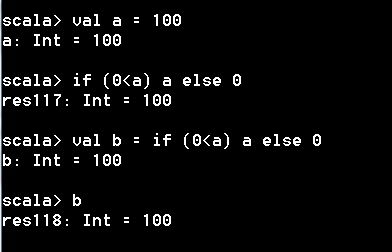 scala> val a = 100
a: Int = 100
scala> if (0<a) a else 0
res117: Int = 100
scala> val b = if (0<a) a else 0
b: Int = 100
scala> b
res118: Int = 100